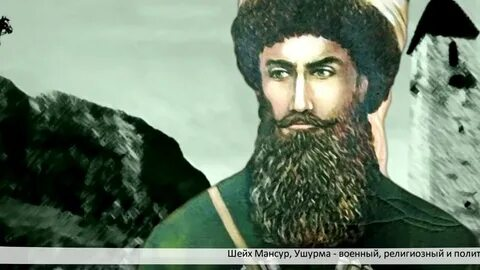 Шейх Мансур, Ушурма - военный, религиозный и полит